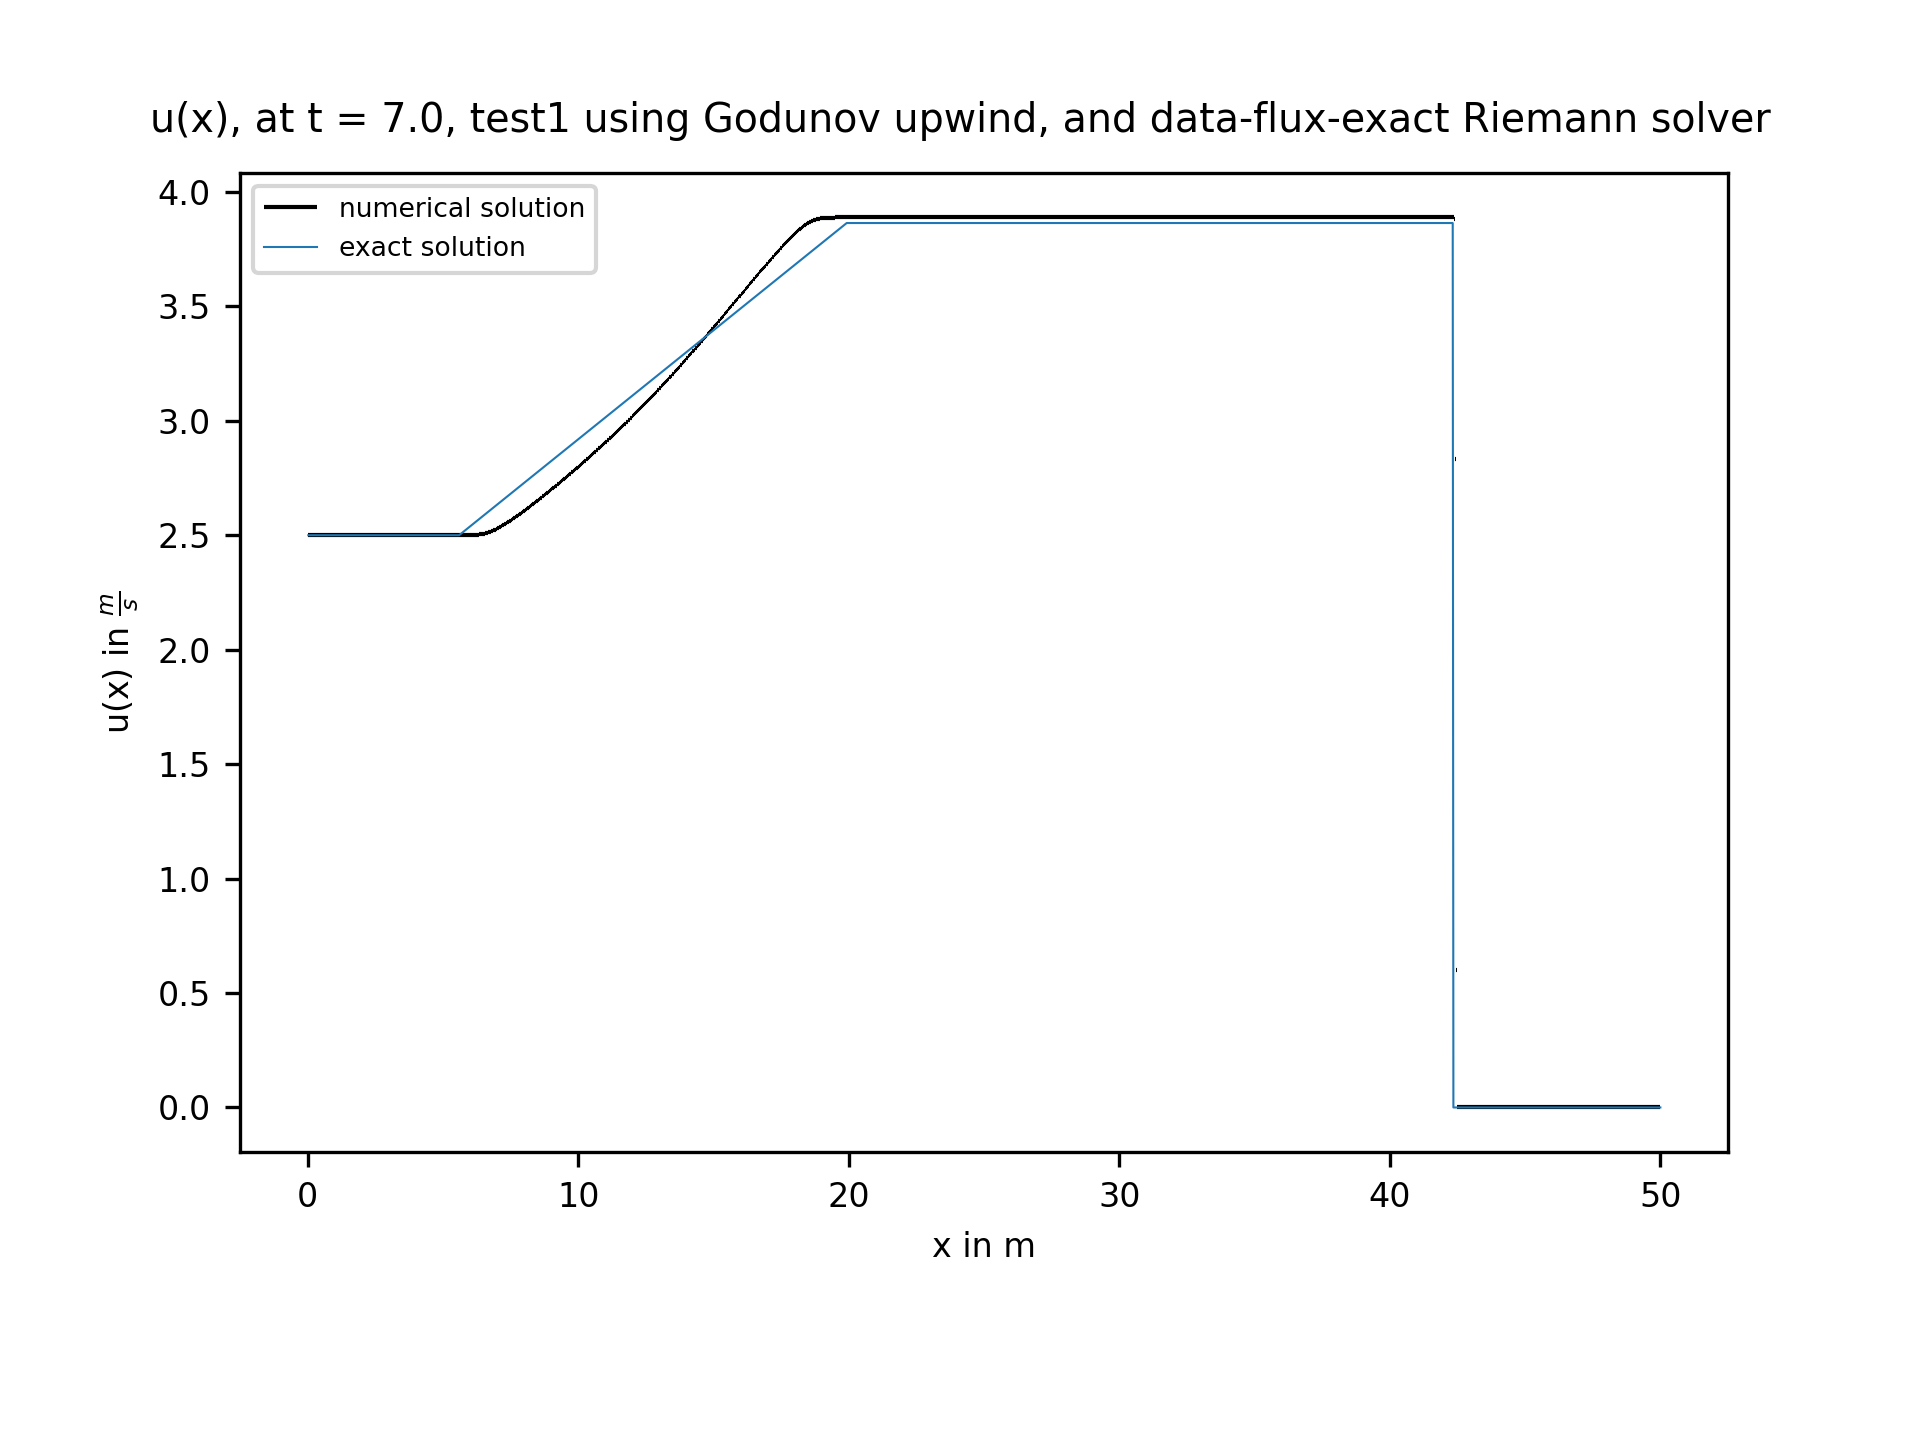 u(x), at t = 7.0, test1 using Godunov upwind, and data-flux-exact Riemann solver
numerical solution
exact solution
4.0
3.5
3.0
2.5
2.0
1.5
1.0
0.5
0.0
u(x) in m/s
0 10 20 30 40 50
x in m